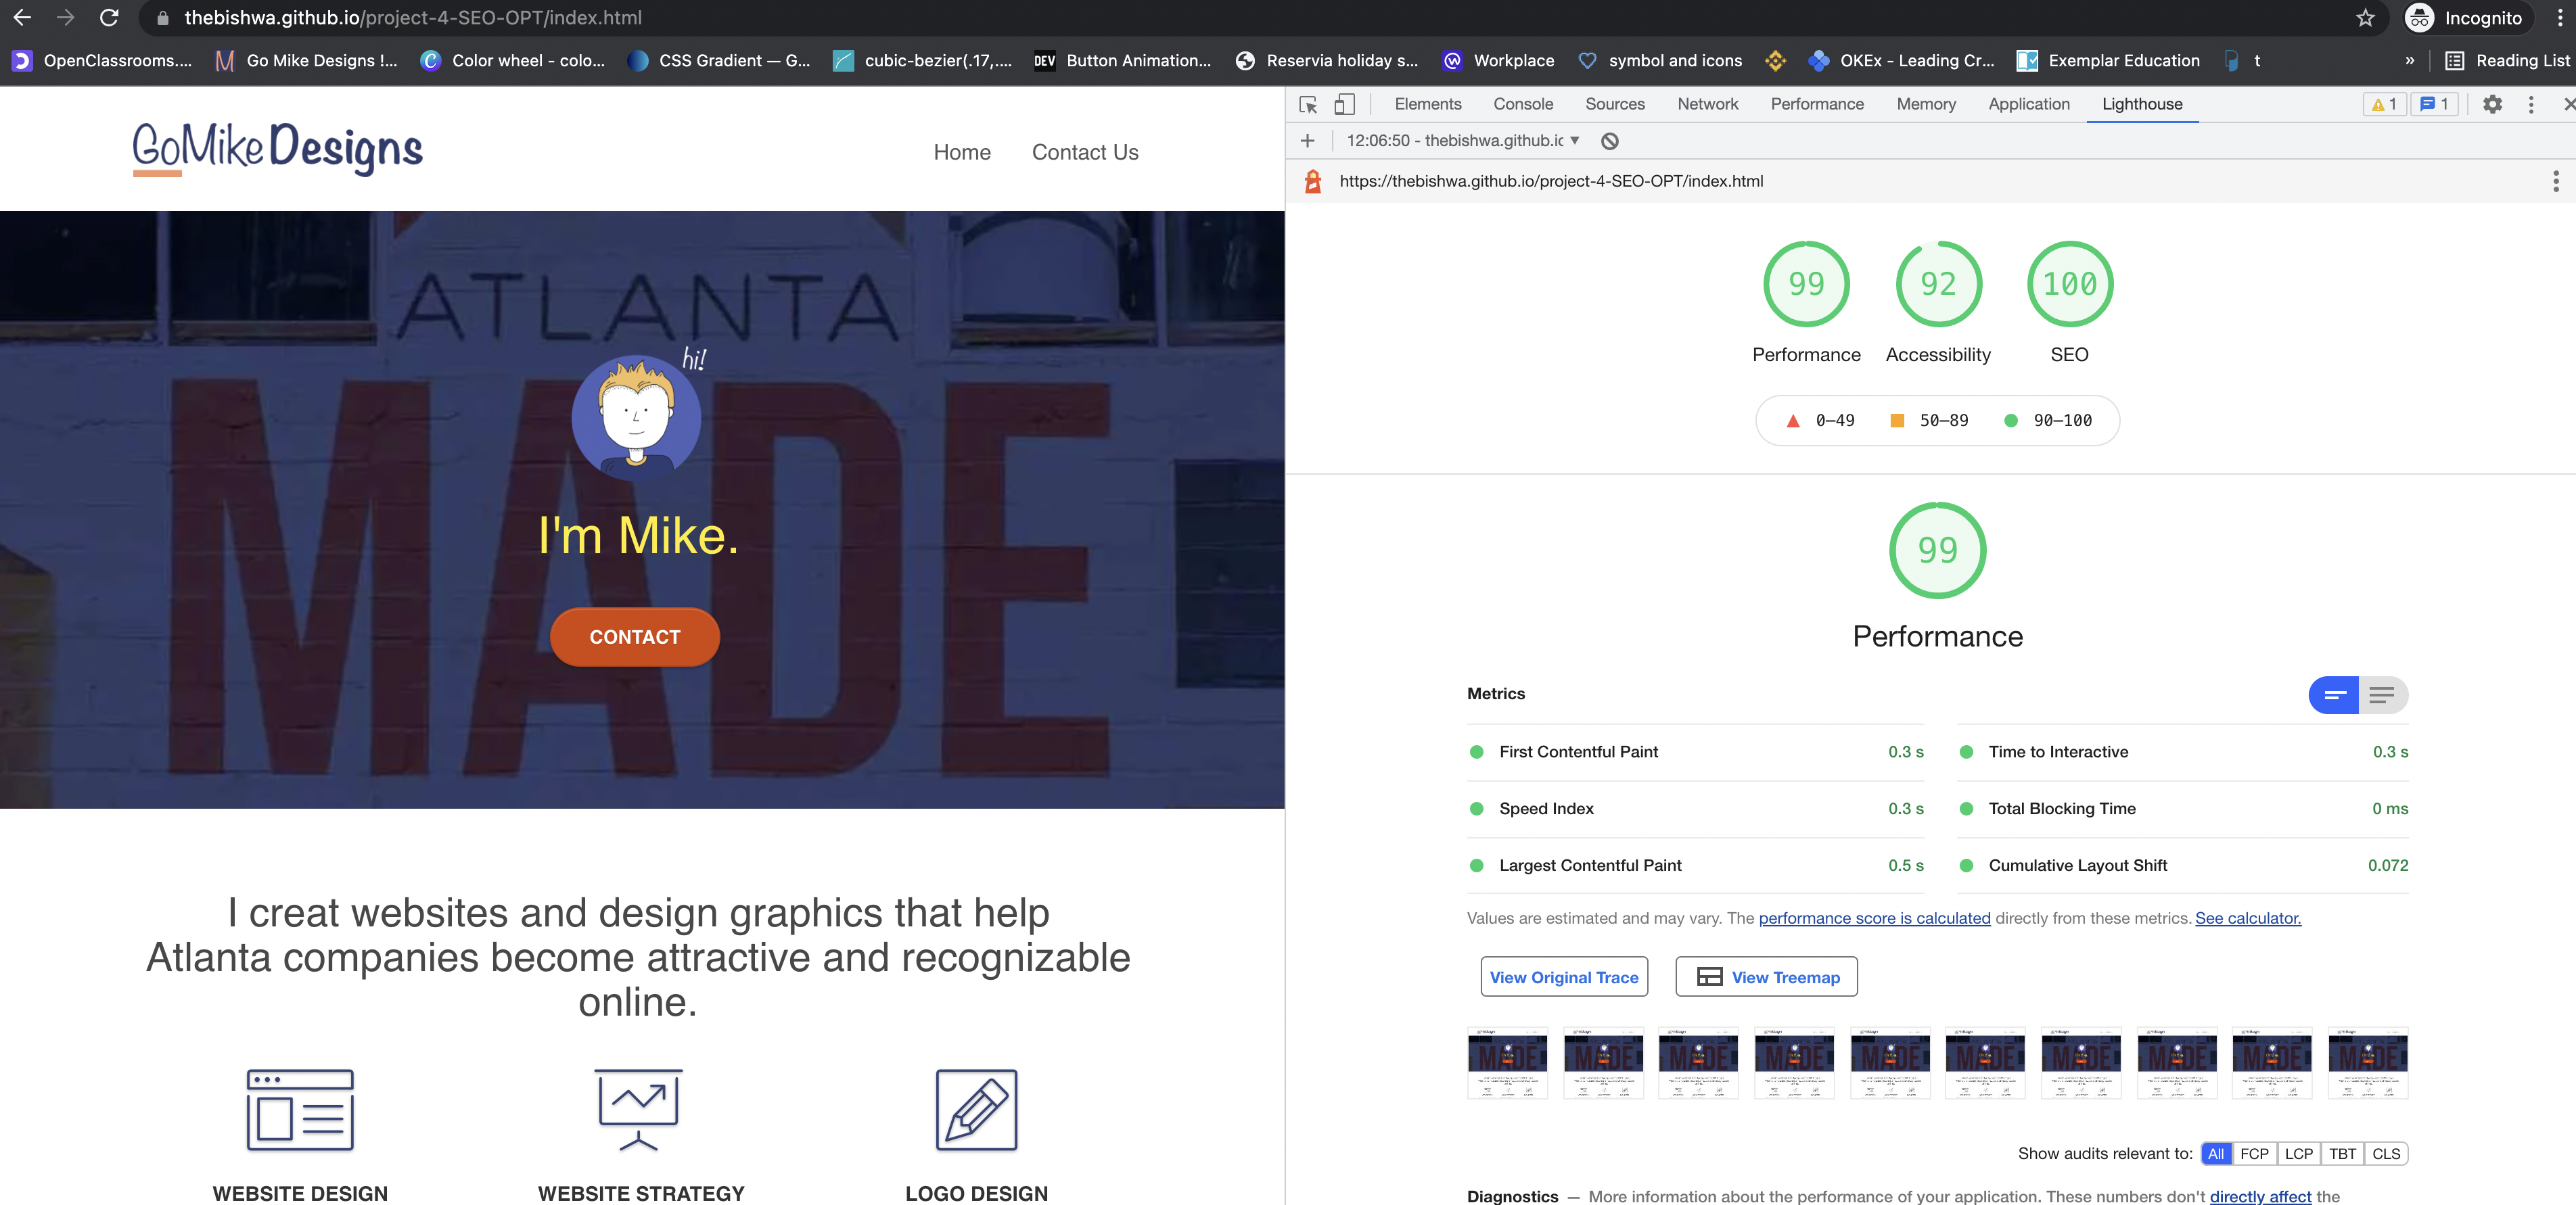 thebishwa.github.io/project-4-SEO-OPT/index.html
Incognito
OpenClassrooms.... Go Mike Designs !... Color wheel - colo... CSS Gradient — G... cubic-bezier(.17,.... DEV Button Animation... Reservia holiday s... Workplace symbol and icons OKEx - Leading Cr... Exemplar Education t » Reading List
GoMike Designs
Home Contact Us
ATLANTA
MADE
hi!
I'm Mike.
CONTACT
I creat websites and design graphics that help
Atlanta companies become attractive and recognizable
online.
WEBSITE DESIGN WEBSITE STRATEGY LOGO DESIGN
Elements Console Sources Network Performance Memory Application Lighthouse 1 1
12:06:50 - thebishwa.github.ic
https://thebishwa.github.io/project-4-SEO-OPT/index.html
99 92 100
Performance Accessibility SEO
0–49 50–89 90–100
99
Performance
Metrics
First Contentful Paint 0.3 s Time to Interactive 0.3 s
Speed Index 0.3 s Total Blocking Time 0 ms
Largest Contentful Paint 0.5 s Cumulative Layout Shift 0.072
Values are estimated and may vary. The performance score is calculated directly from these metrics. See calculator.
View Original Trace View Treemap
Show audits relevant to: All FCP LCP TBT CLS
Diagnostics — More information about the performance of your application. These numbers don't directly affect the